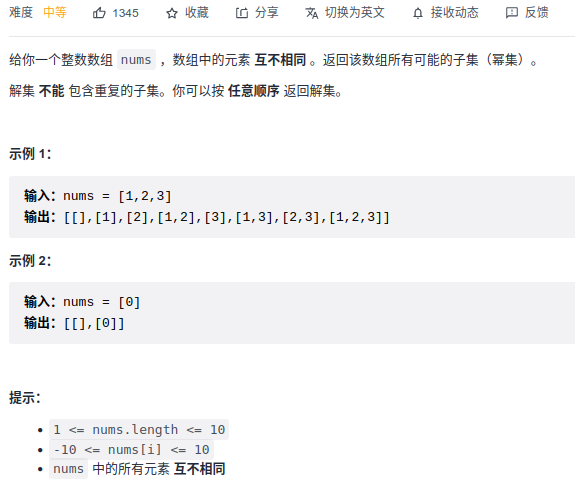 难度 中等 1345 收藏 分享 切换为英文 接收动态 反馈
给你一个整数数组 nums ，数组中的元素 互不相同 。返回该数组所有可能的子集（幂集）。
解集 不能 包含重复的子集。你可以按 任意顺序 返回解集。
示例 1：
输入：nums = [1,2,3]
输出：[[],[1],[2],[1,2],[3],[1,3],[2,3],[1,2,3]]
示例 2：
输入：nums = [0]
输出：[[],[0]]
提示：
1 <= nums.length <= 10
-10 <= nums[i] <= 10
nums 中的所有元素 互不相同